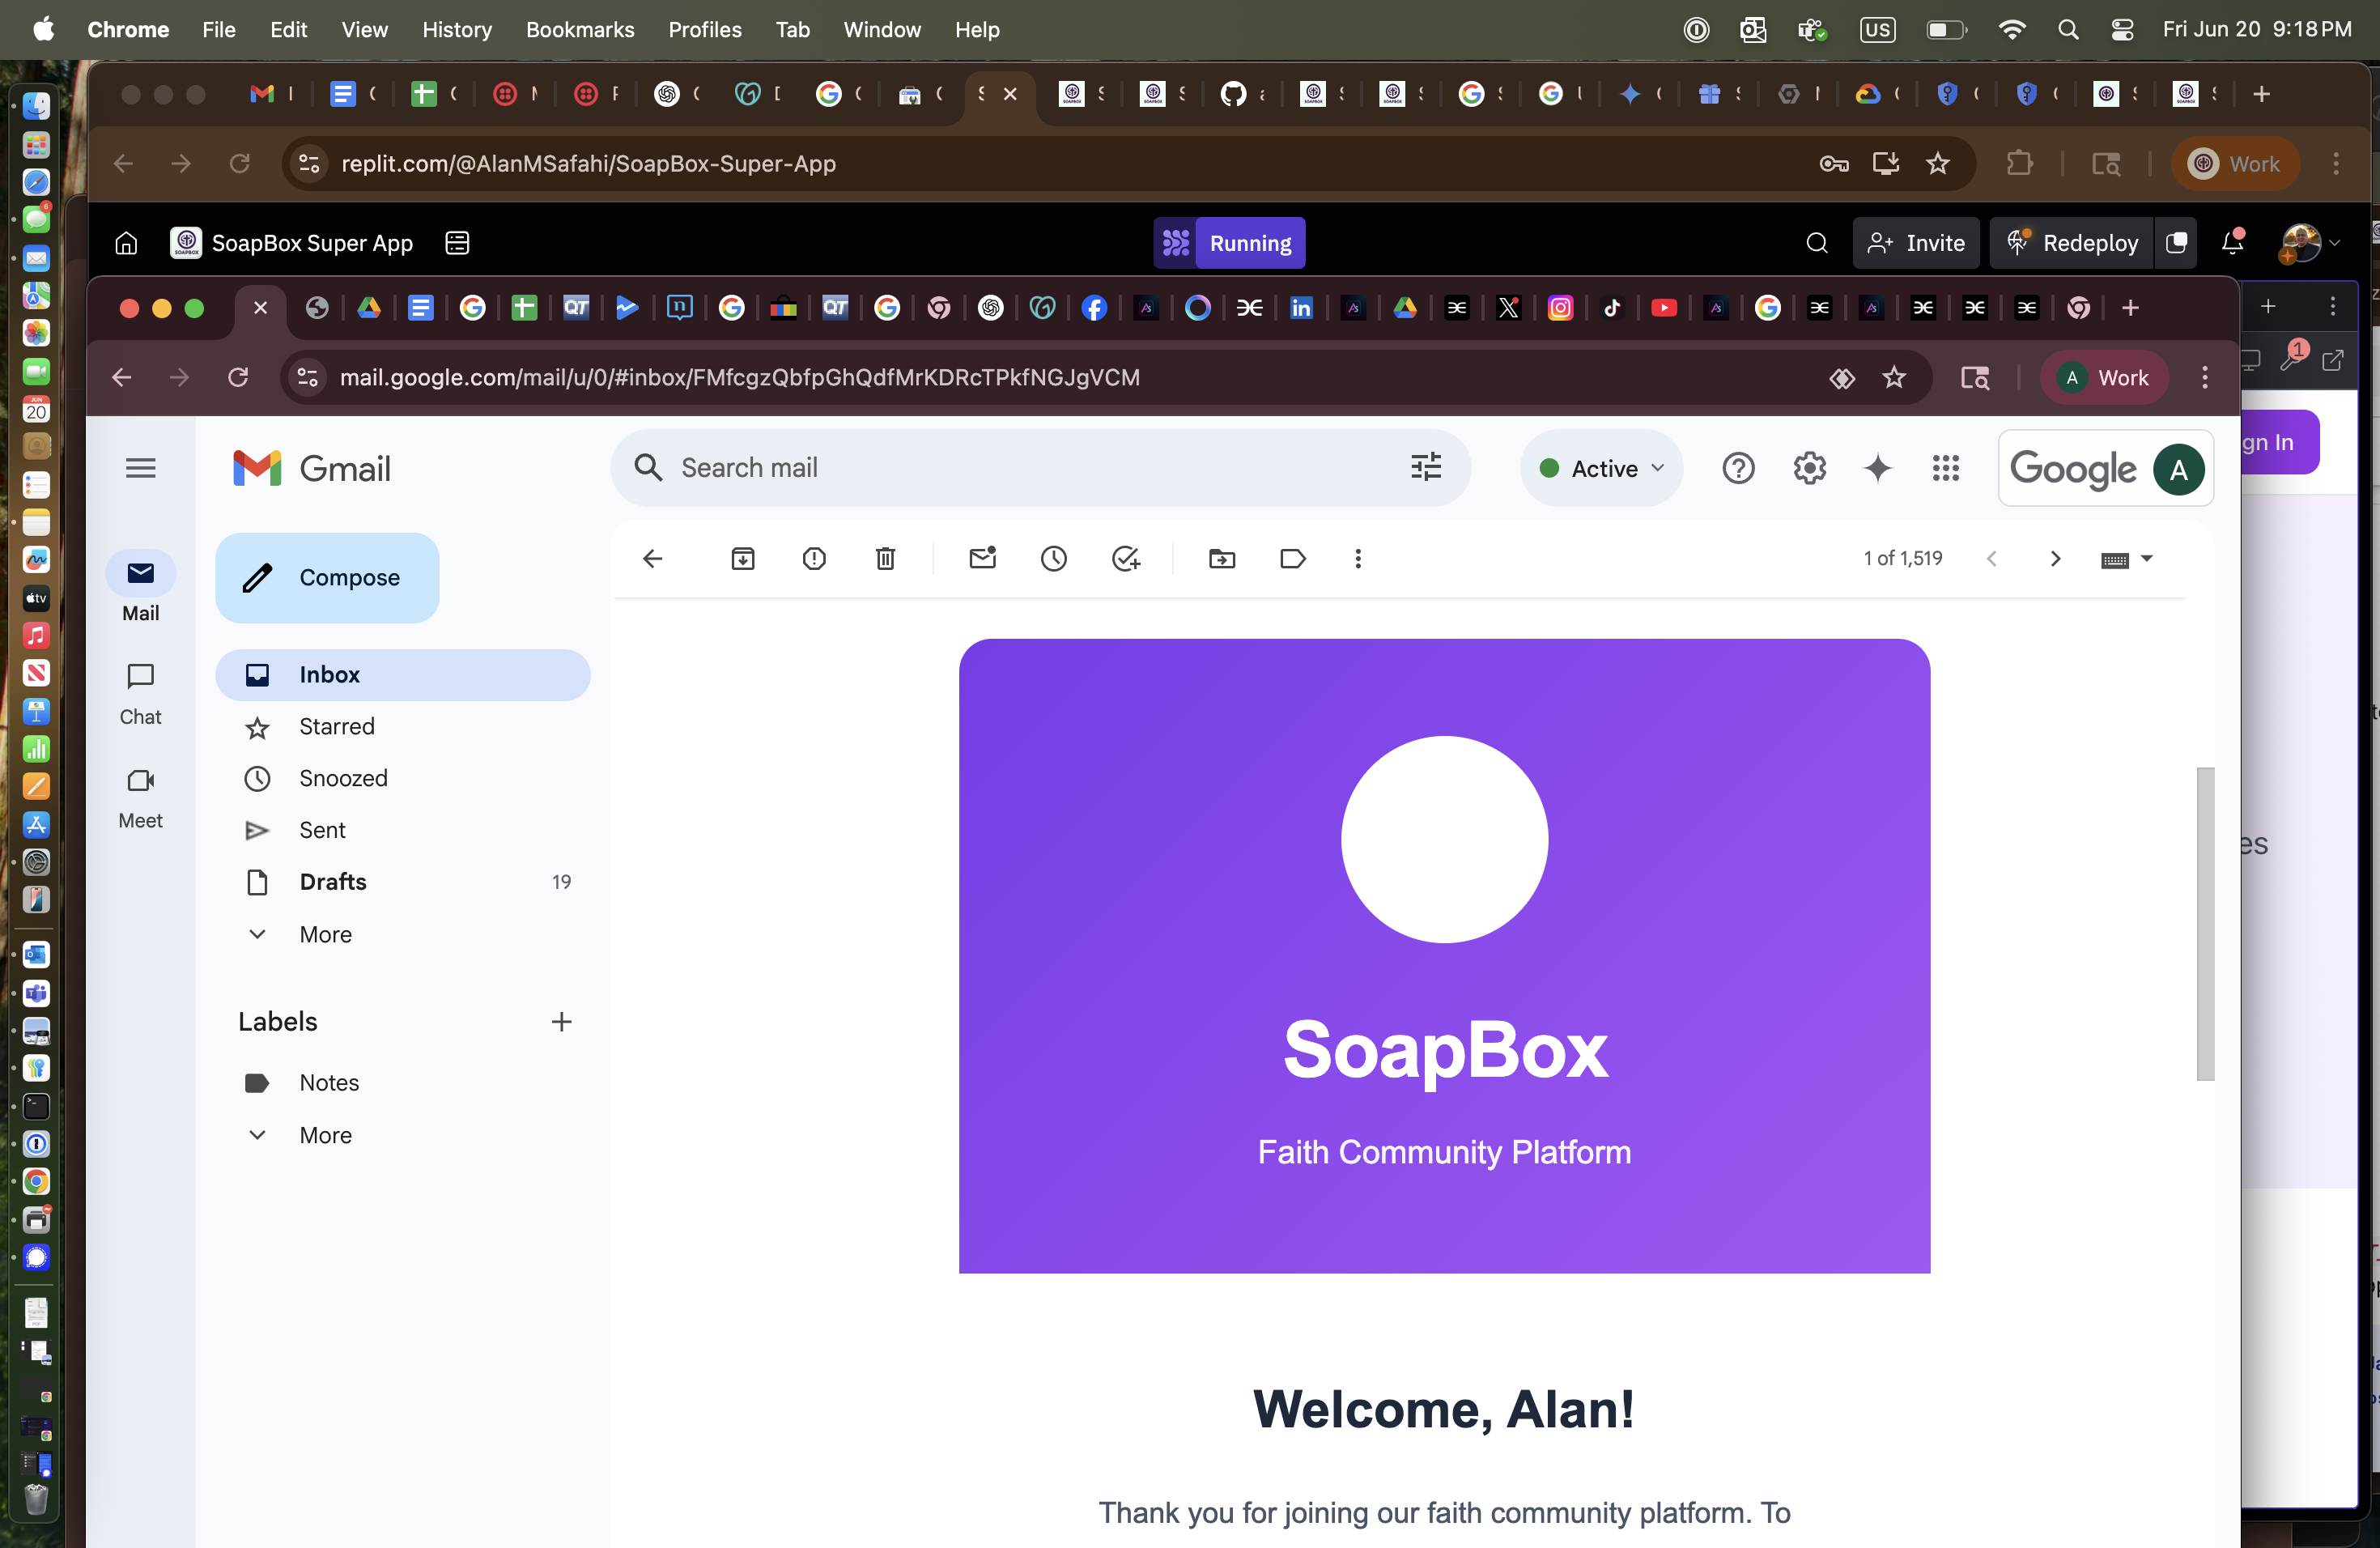 Chrome File Edit View History Bookmarks Profiles Tab Window Help US Fri Jun 20 9:18 PM
replit.com/@AlanMSafahi/SoapBox-Super-App Work
SoapBox Super App Running Invite Redeploy
mail.google.com/mail/u/0/#inbox/FMfcgzQbfpGhQdfMrKDRcTPkfNGJgVCM A Work
1
Gmail Search mail Active Google A
gn In
Compose 1 of 1,519
Mail
Chat
Meet
Inbox
Starred
Snoozed
Sent
Drafts 19
More
Labels
Notes
More
SoapBox
Faith Community Platform
Welcome, Alan!
Thank you for joining our faith community platform. To
es